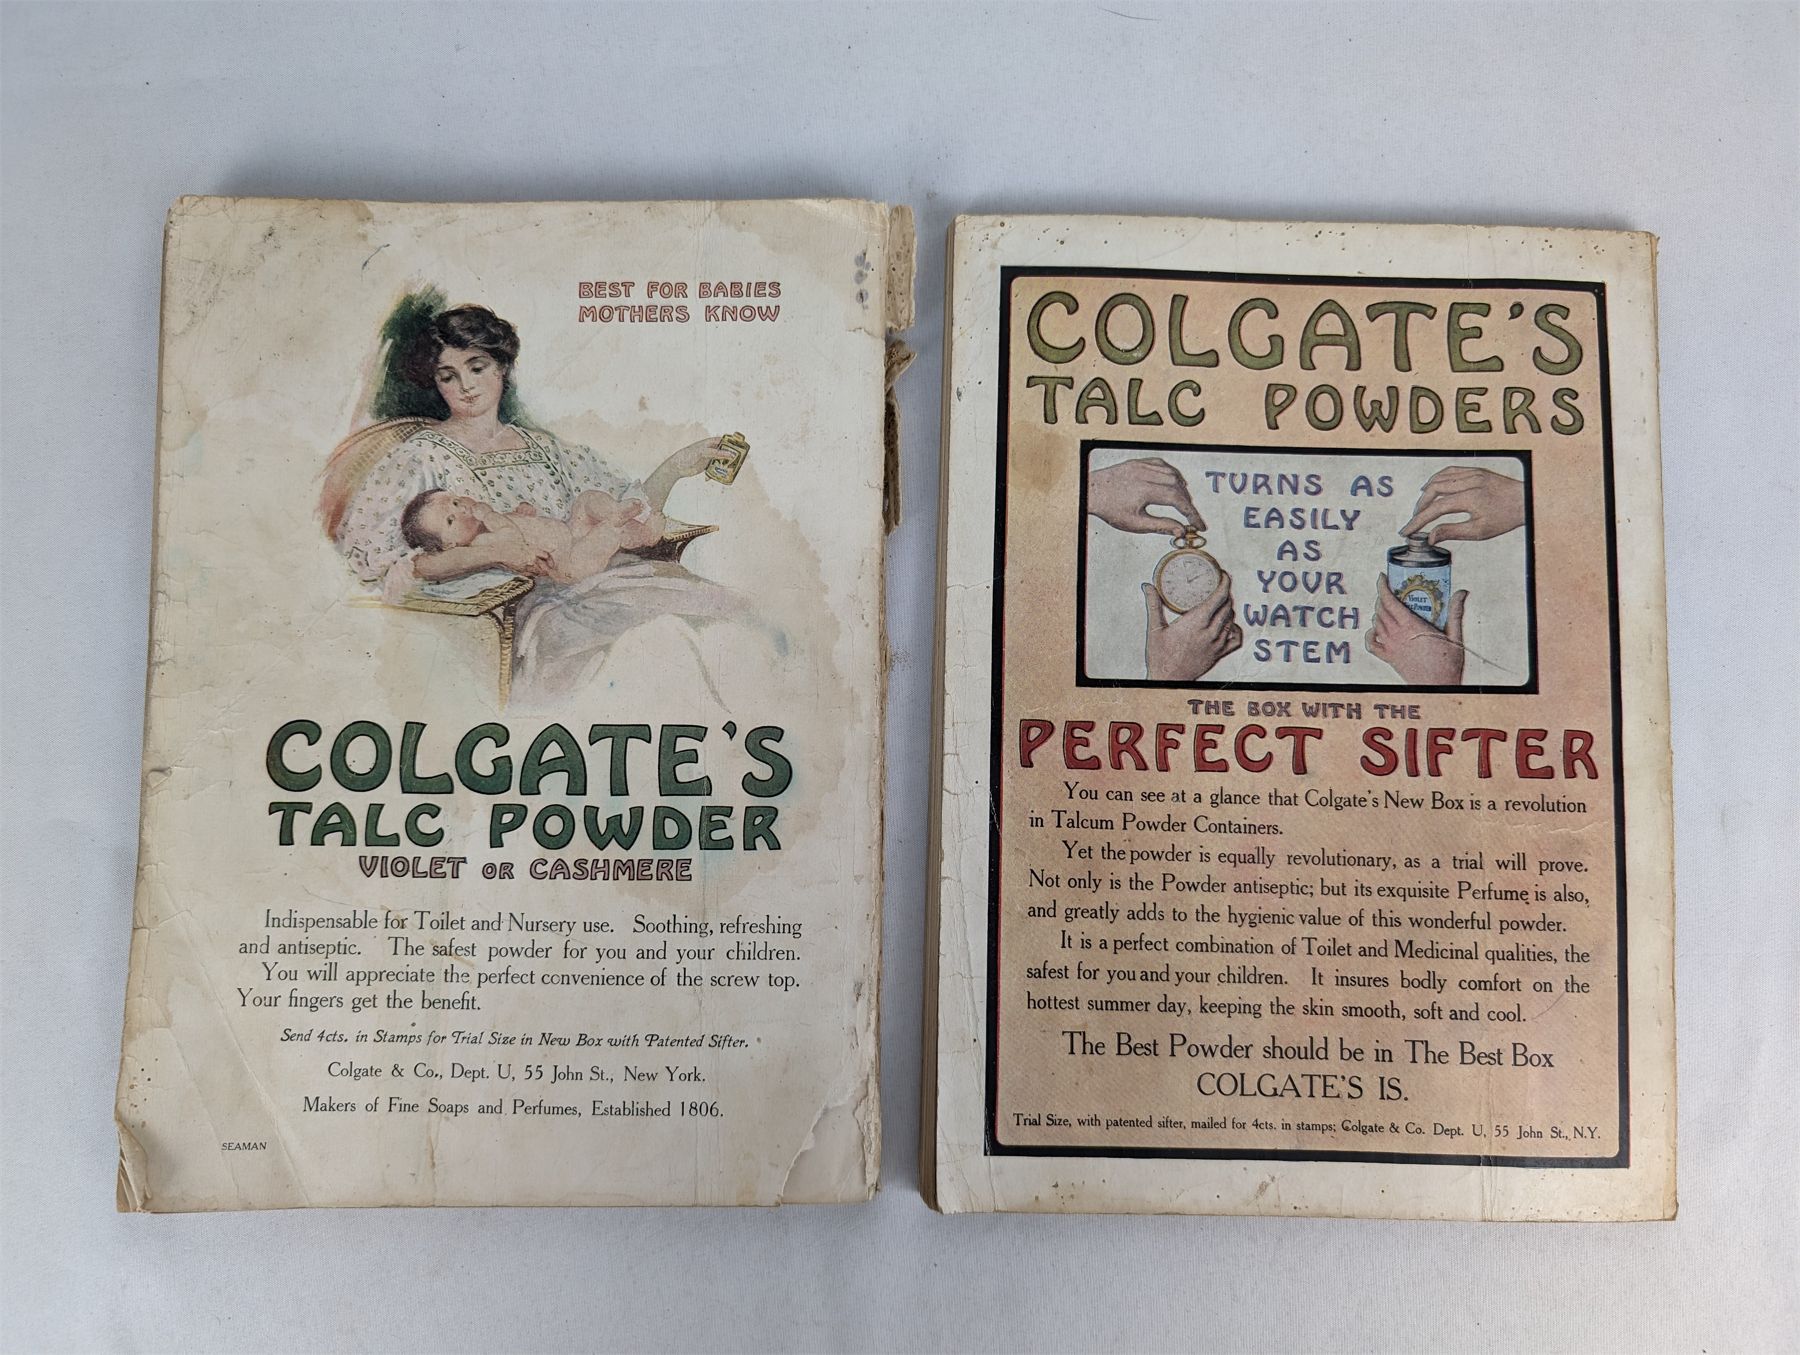 BEST FOR BABIES
MOTHERS KNOW
COLGATE'S
TALC POWDER
VIOLET OR CASHMERE
Indispensable for Toilet and Nursery use. Soothing, refreshing
and antiseptic. The safest powder for you and your children.
You will appreciate the perfect convenience of the screw top.
Your fingers get the benefit.
Send 4cts. in Stamps for Trial Size in New Box with Patented Sifter.
Colgate & Co., Dept. U, 55 John St., New York.
Makers of Fine Soaps and Perfumes, Established 1806.
SEAMAN
COLGATE'S
TALC POWDERS
TURNS AS
EASILY
AS
YOUR
WATCH
STEM
VIOLET
POWDER
THE BOX WITH THE
PERFECT SIFTER
You can see at a glance that Colgate's New Box is a revolution
in Talcum Powder Containers.
Yet the powder is equally revolutionary, as a trial will prove.
Not only is the Powder antiseptic; but its exquisite Perfume is also,
and greatly adds to the hygienic value of this wonderful powder.
It is a perfect combination of Toilet and Medicinal qualities, the
safest for you and your children. It insures bodly comfort on the
hottest summer day, keeping the skin smooth, soft and cool.
The Best Powder should be in The Best Box
COLGATE'S IS.
Trial Size, with patented sifter, mailed for 4cts. in stamps; Colgate & Co. Dept. U, 55 John St., N.Y.